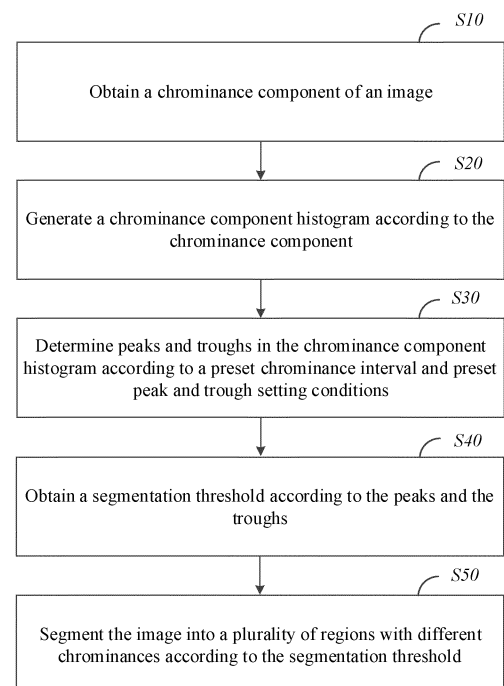 S10
Obtain a chrominance component of an image
S20
Generate a chrominance component histogram according to the
chrominance component
S30
Determine peaks and troughs in the chrominance component
histogram according to a preset chrominance interval and preset
peak and trough setting conditions
S40
Obtain a segmentation threshold according to the peaks and the
troughs
S50
Segment the image into a plurality of regions with different
chrominances according to the segmentation threshold